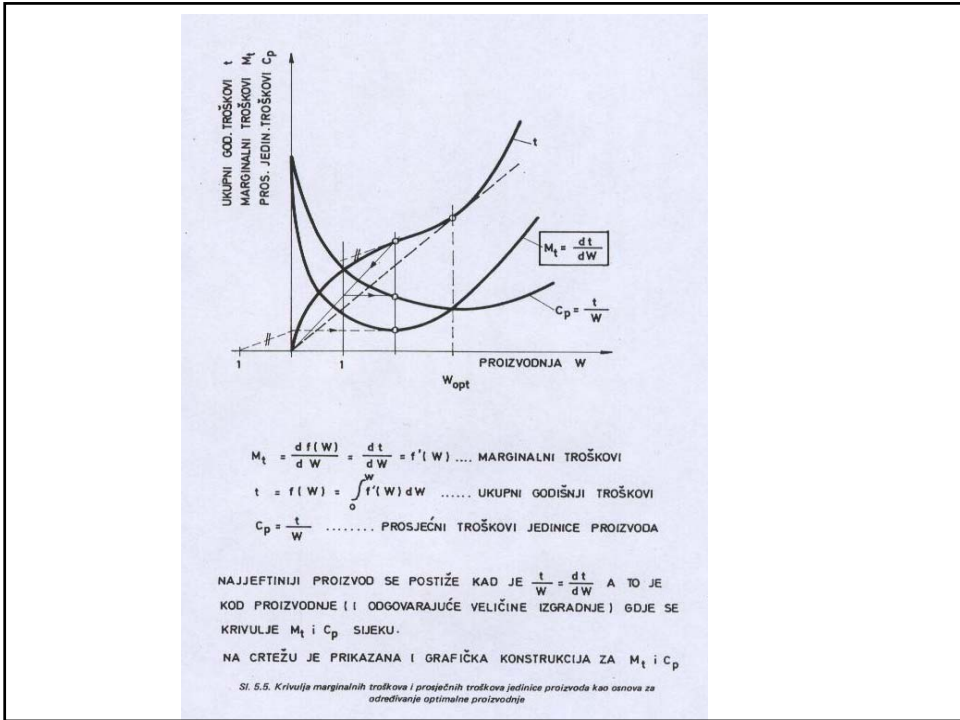 UKUPNI GOD. TROŠKOVI t
MARGINALNI TROŠKOVI Mt
PROS. JEDIN. TROŠKOVI Cp
t
Mt = dt/dW
Cp = t/W
1
1
PROIZVODNJA W
Wopt
Mt = d f(W)/d W = dt/dW = f'(W) .... MARGINALNI TROŠKOVI
t = f(W) = ∫₀ᵂ f'(W) dW ...... UKUPNI GODIŠNJI TROŠKOVI
Cp = t/W ........ PROSJEĆNI TROŠKOVI JEDINICE PROIZVODA
NAJJEFTINIJI PROIZVOD SE POSTIŽE KAD JE t/W = dt/dW A TO JE
KOD PROIZVODNJE ( I ODGOVARAJUĆE VELIČINE IZGRADNJE ) GDJE SE
KRIVULJE Mt i Cp SIJEKU.
NA CRTEŽU JE PRIKAZANA I GRAFIČKA KONSTRUKCIJA ZA Mt i Cp
Sl. 5.5. Krivulja marginalnih troškova i prosječnih troškova jedinice proizvoda kao osnova za
određivanje optimalne proizvodnje